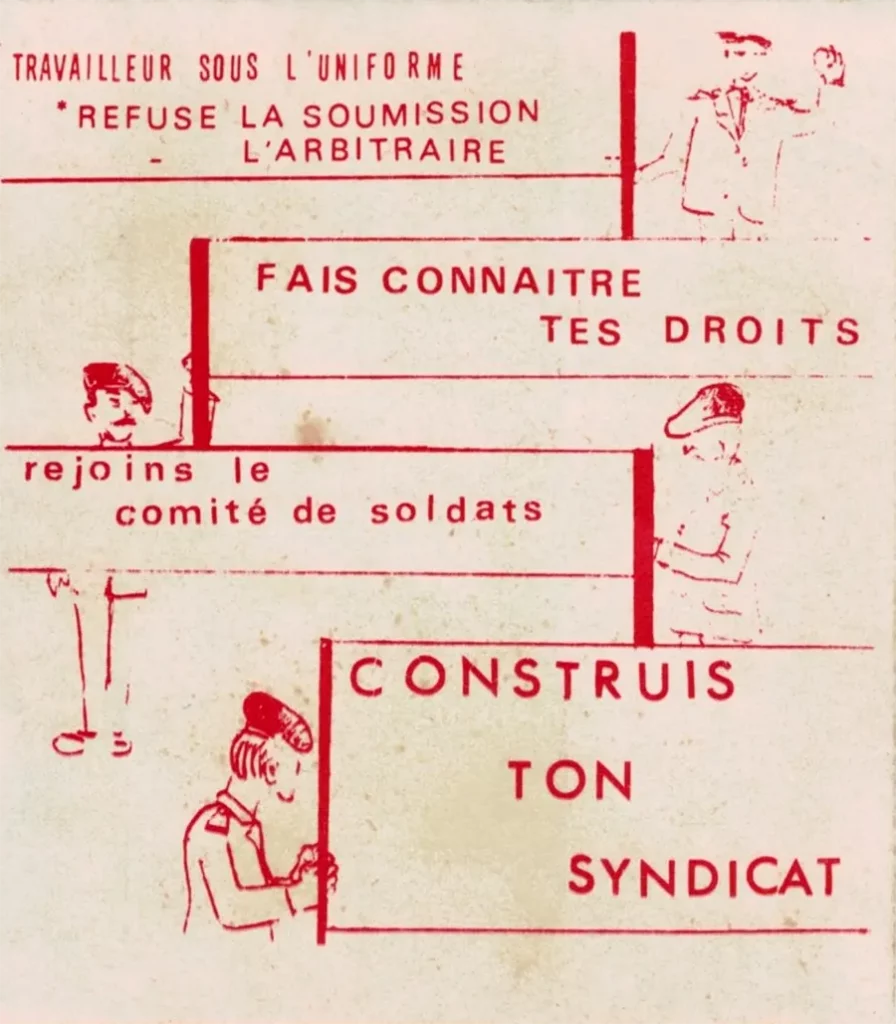 TRAVAILLEUR SOUS L'UNIFORME
*REFUSE LA SOUMISSION
- L'ARBITRAIRE
FAIS CONNAITRE
TES DROITS
rejoins le
comité de soldats
CONSTRUIS
TON
SYNDICAT